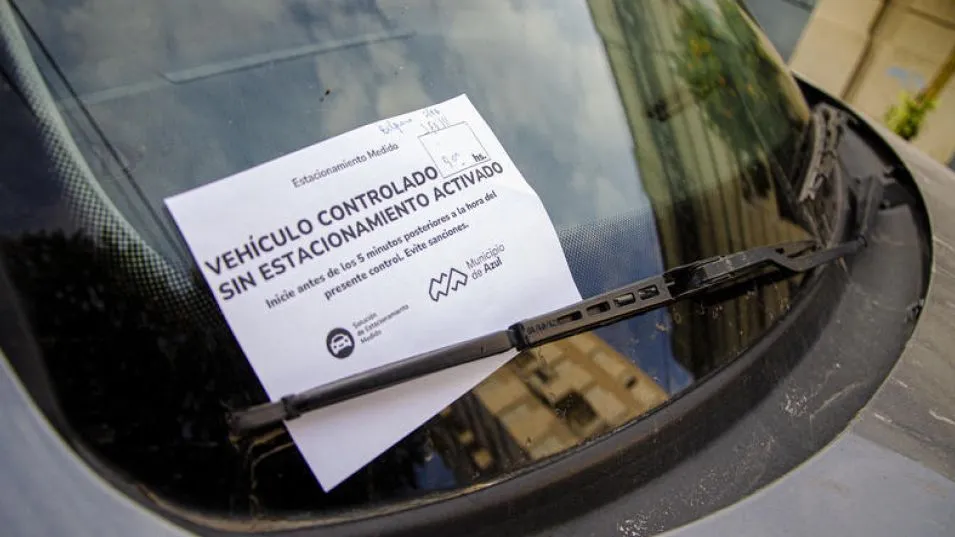 Estacionamiento Medido
hs.
VEHÍCULO CONTROLADO
SIN ESTACIONAMIENTO ACTIVADO
Inicie antes de los 5 minutos posteriores a la hora del
presente control. Evite sanciones.
Solución
de Estacionamiento
Medido
Municipio
de Azul